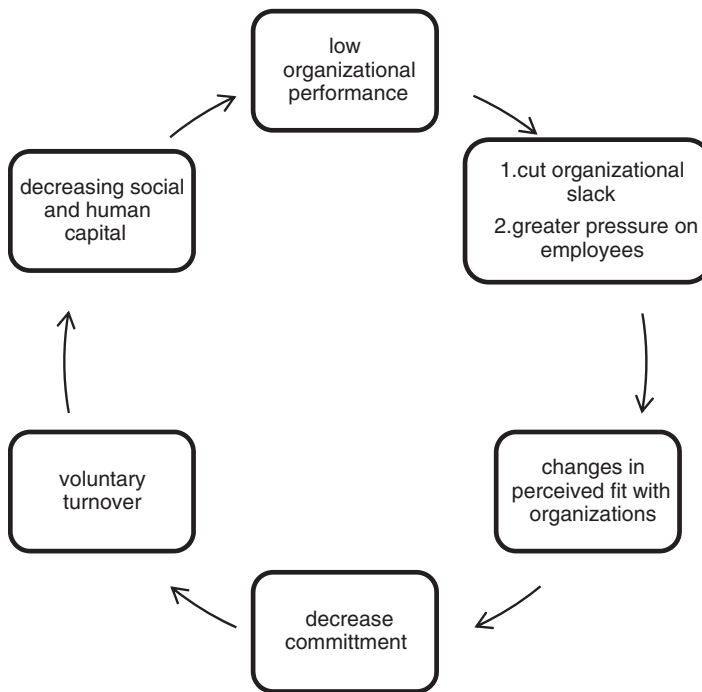 low
organizational
performance
1.cut organizational
slack
2.greater pressure on
employees
changes in
perceived fit with
organizations
decrease
committment
voluntary
turnover
decreasing social
and human
capital